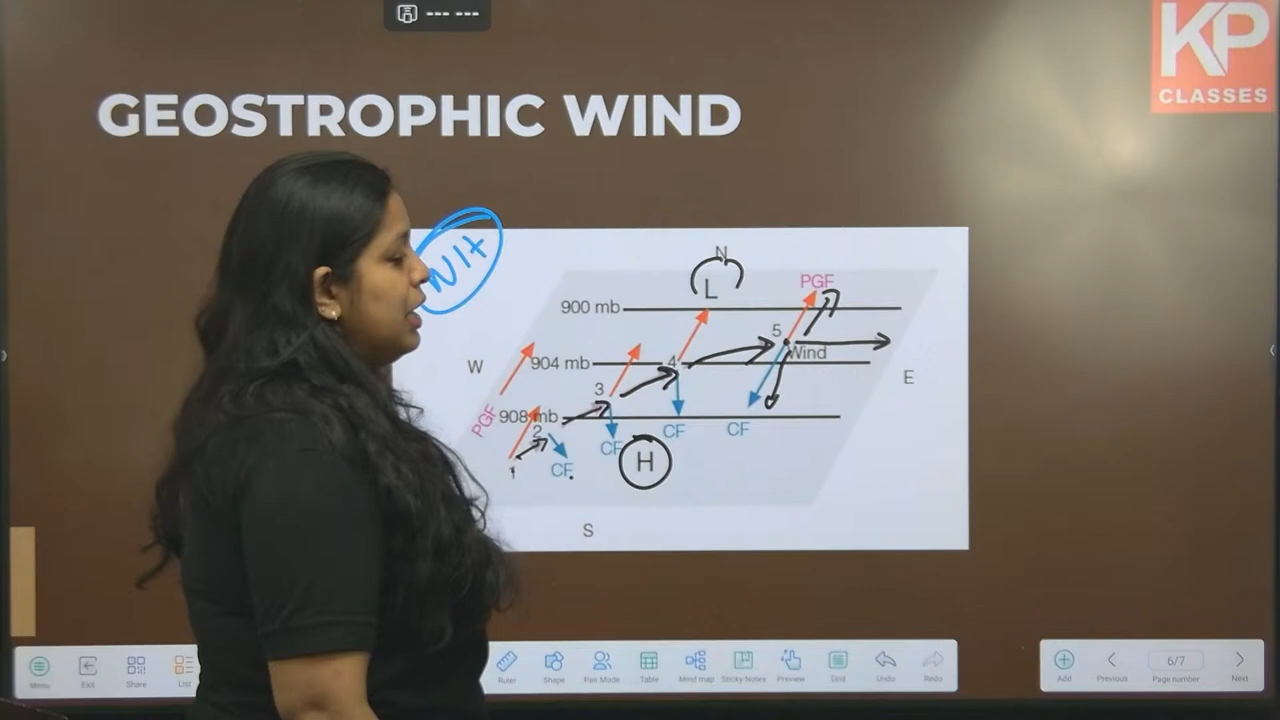 KP
CLASSES
GEOSTROPHIC WIND
N/H
N
L
PGF
900 mb
5
Wind
W
904 mb
4
E
3
PGF
908 mb
2
CF
CF
CF
1
CF
H
S
Menu
Exit
Share
List
Ruler
Shape
Pen Mode
Table
Mind map
Sticky Notes
Preview
Grid
Undo
Redo
Add
Previous
6/7
Page number
Next